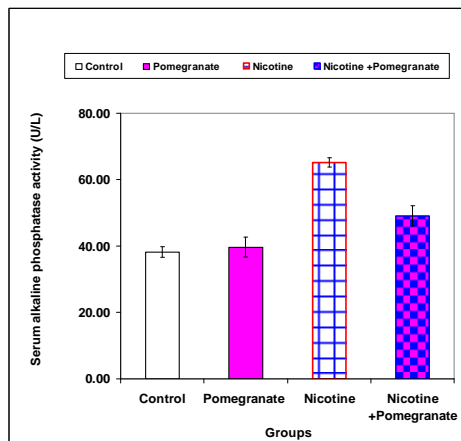 Control Pomegranate Nicotine Nicotine +Pomegranate
Serum alkaline phosphatase activity (U/L)
80.00
60.00
40.00
20.00
0.00
Control Pomegranate Nicotine Nicotine
+Pomegranate
Groups